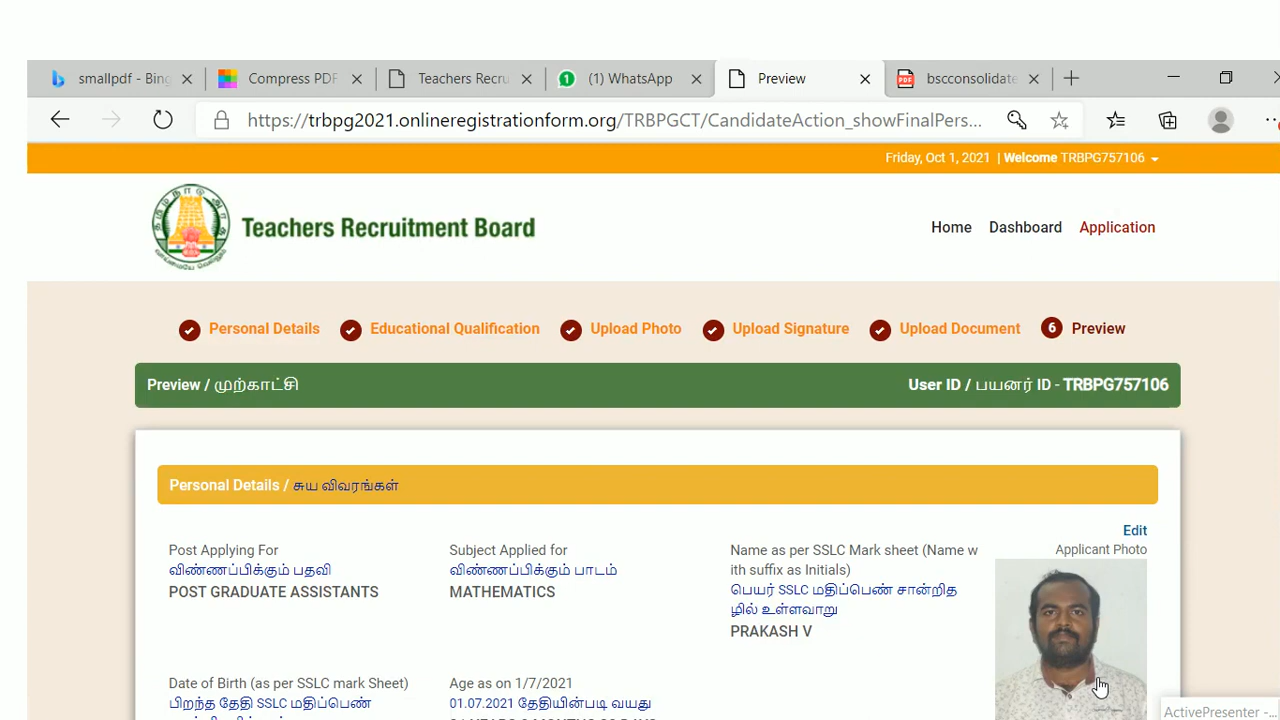 smallpdf - Bing
Compress PDF
Teachers Recru
(1) WhatsApp
Preview
bscconsolidate
https://trbpg2021.onlineregistrationform.org/TRBPGCT/CandidateAction_showFinalPers...
Friday, Oct 1, 2021 | Welcome TRBPG757106
Teachers Recruitment Board
Home Dashboard Application
Personal Details Educational Qualification Upload Photo Upload Signature Upload Document 6 Preview
Preview / முற்காட்சி User ID / பயனர் ID - TRBPG757106
Personal Details / சுய விவரங்கள்
Edit
Applicant Photo
Post Applying For
விண்ணப்பிக்கும் பதவி
POST GRADUATE ASSISTANTS
Subject Applied for
விண்ணப்பிக்கும் பாடம்
MATHEMATICS
Name as per SSLC Mark sheet (Name w
ith suffix as Initials)
பெயர் SSLC மதிப்பெண் சான்றித
ழில் உள்ளவாறு
PRAKASH V
Date of Birth (as per SSLC mark Sheet)
பிறந்த தேதி SSLC மதிப்பெண்
Age as on 1/7/2021
01.07.2021 தேதியின்படி வயது
ActivePresenter -...